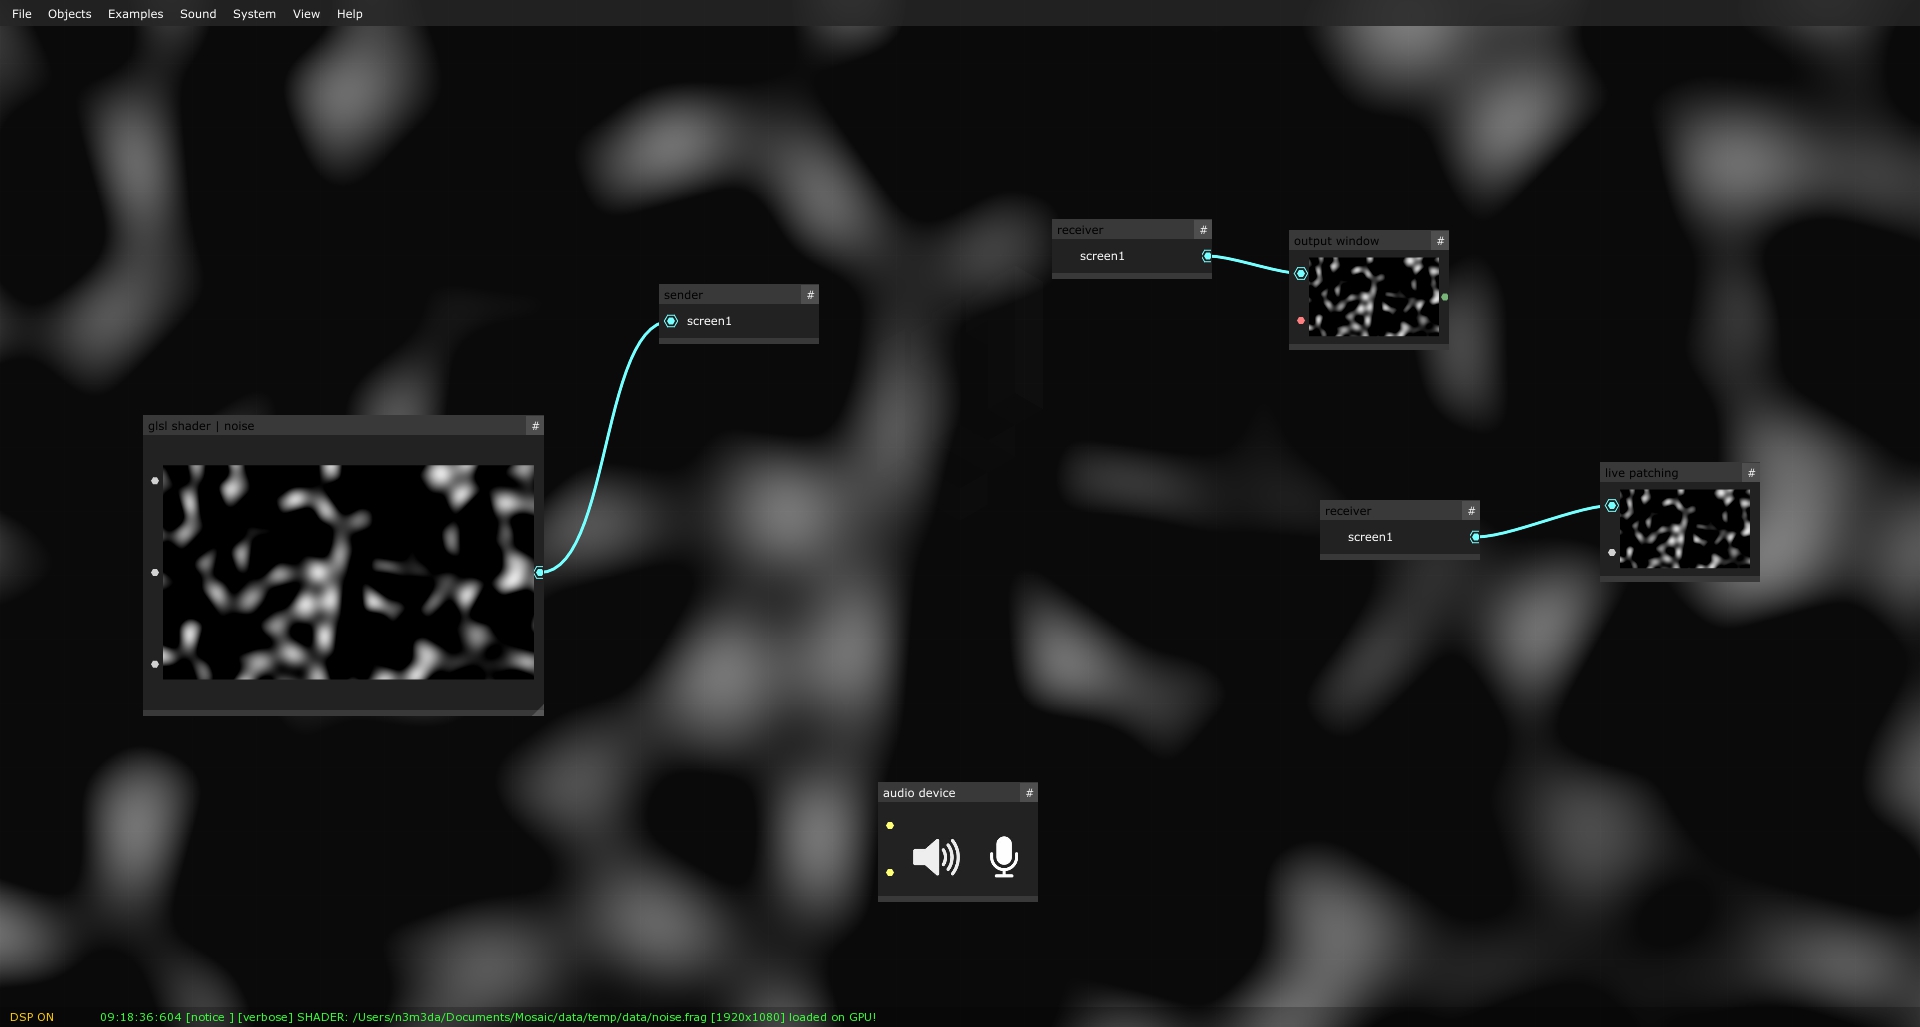 File Objects Examples Sound System View Help
receiver #
screen1
output window #
sender #
screen1
glsl shader | noise #
live patching #
receiver #
screen1
audio device #
DSP ON 09:18:36:604 [notice ] [verbose] SHADER: /Users/n3m3da/Documents/Mosaic/data/temp/data/noise.frag [1920x1080] loaded on GPU!